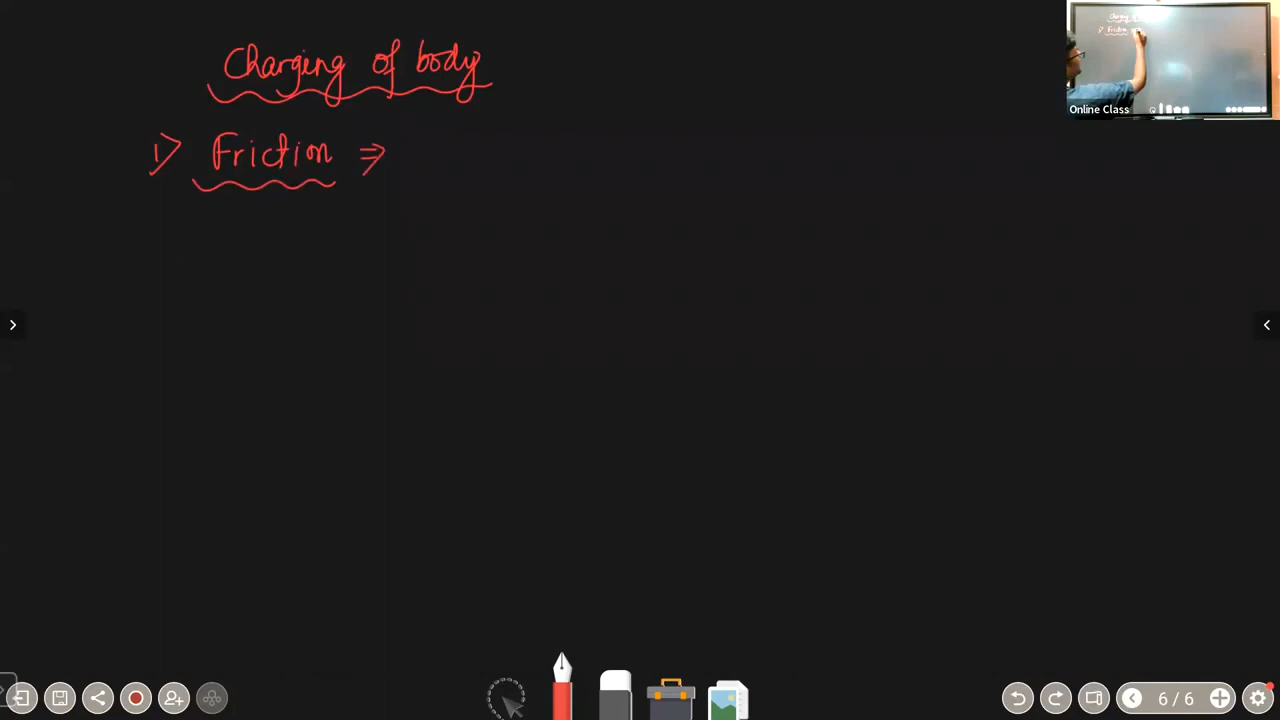 Charging of body
1> Friction ⇒
Online Class
6/6